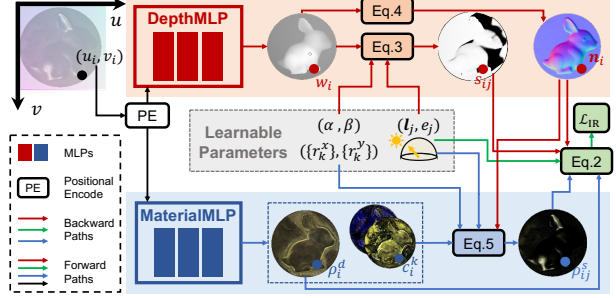 u
v
(u_i, v_i)
DepthMLP
w_i
Eq.4
Eq.3
s_ij
n_i
PE
Learnable
Parameters
(α, β)
({r_k^x},{r_k^y})
(l_j, e_j)
L_IR
Eq.2
MLPs
PE
Positional
Encode
Backward
Paths
Forward
Paths
MaterialMLP
ρ_i^d
c_i^k
Eq.5
ρ_ij^s